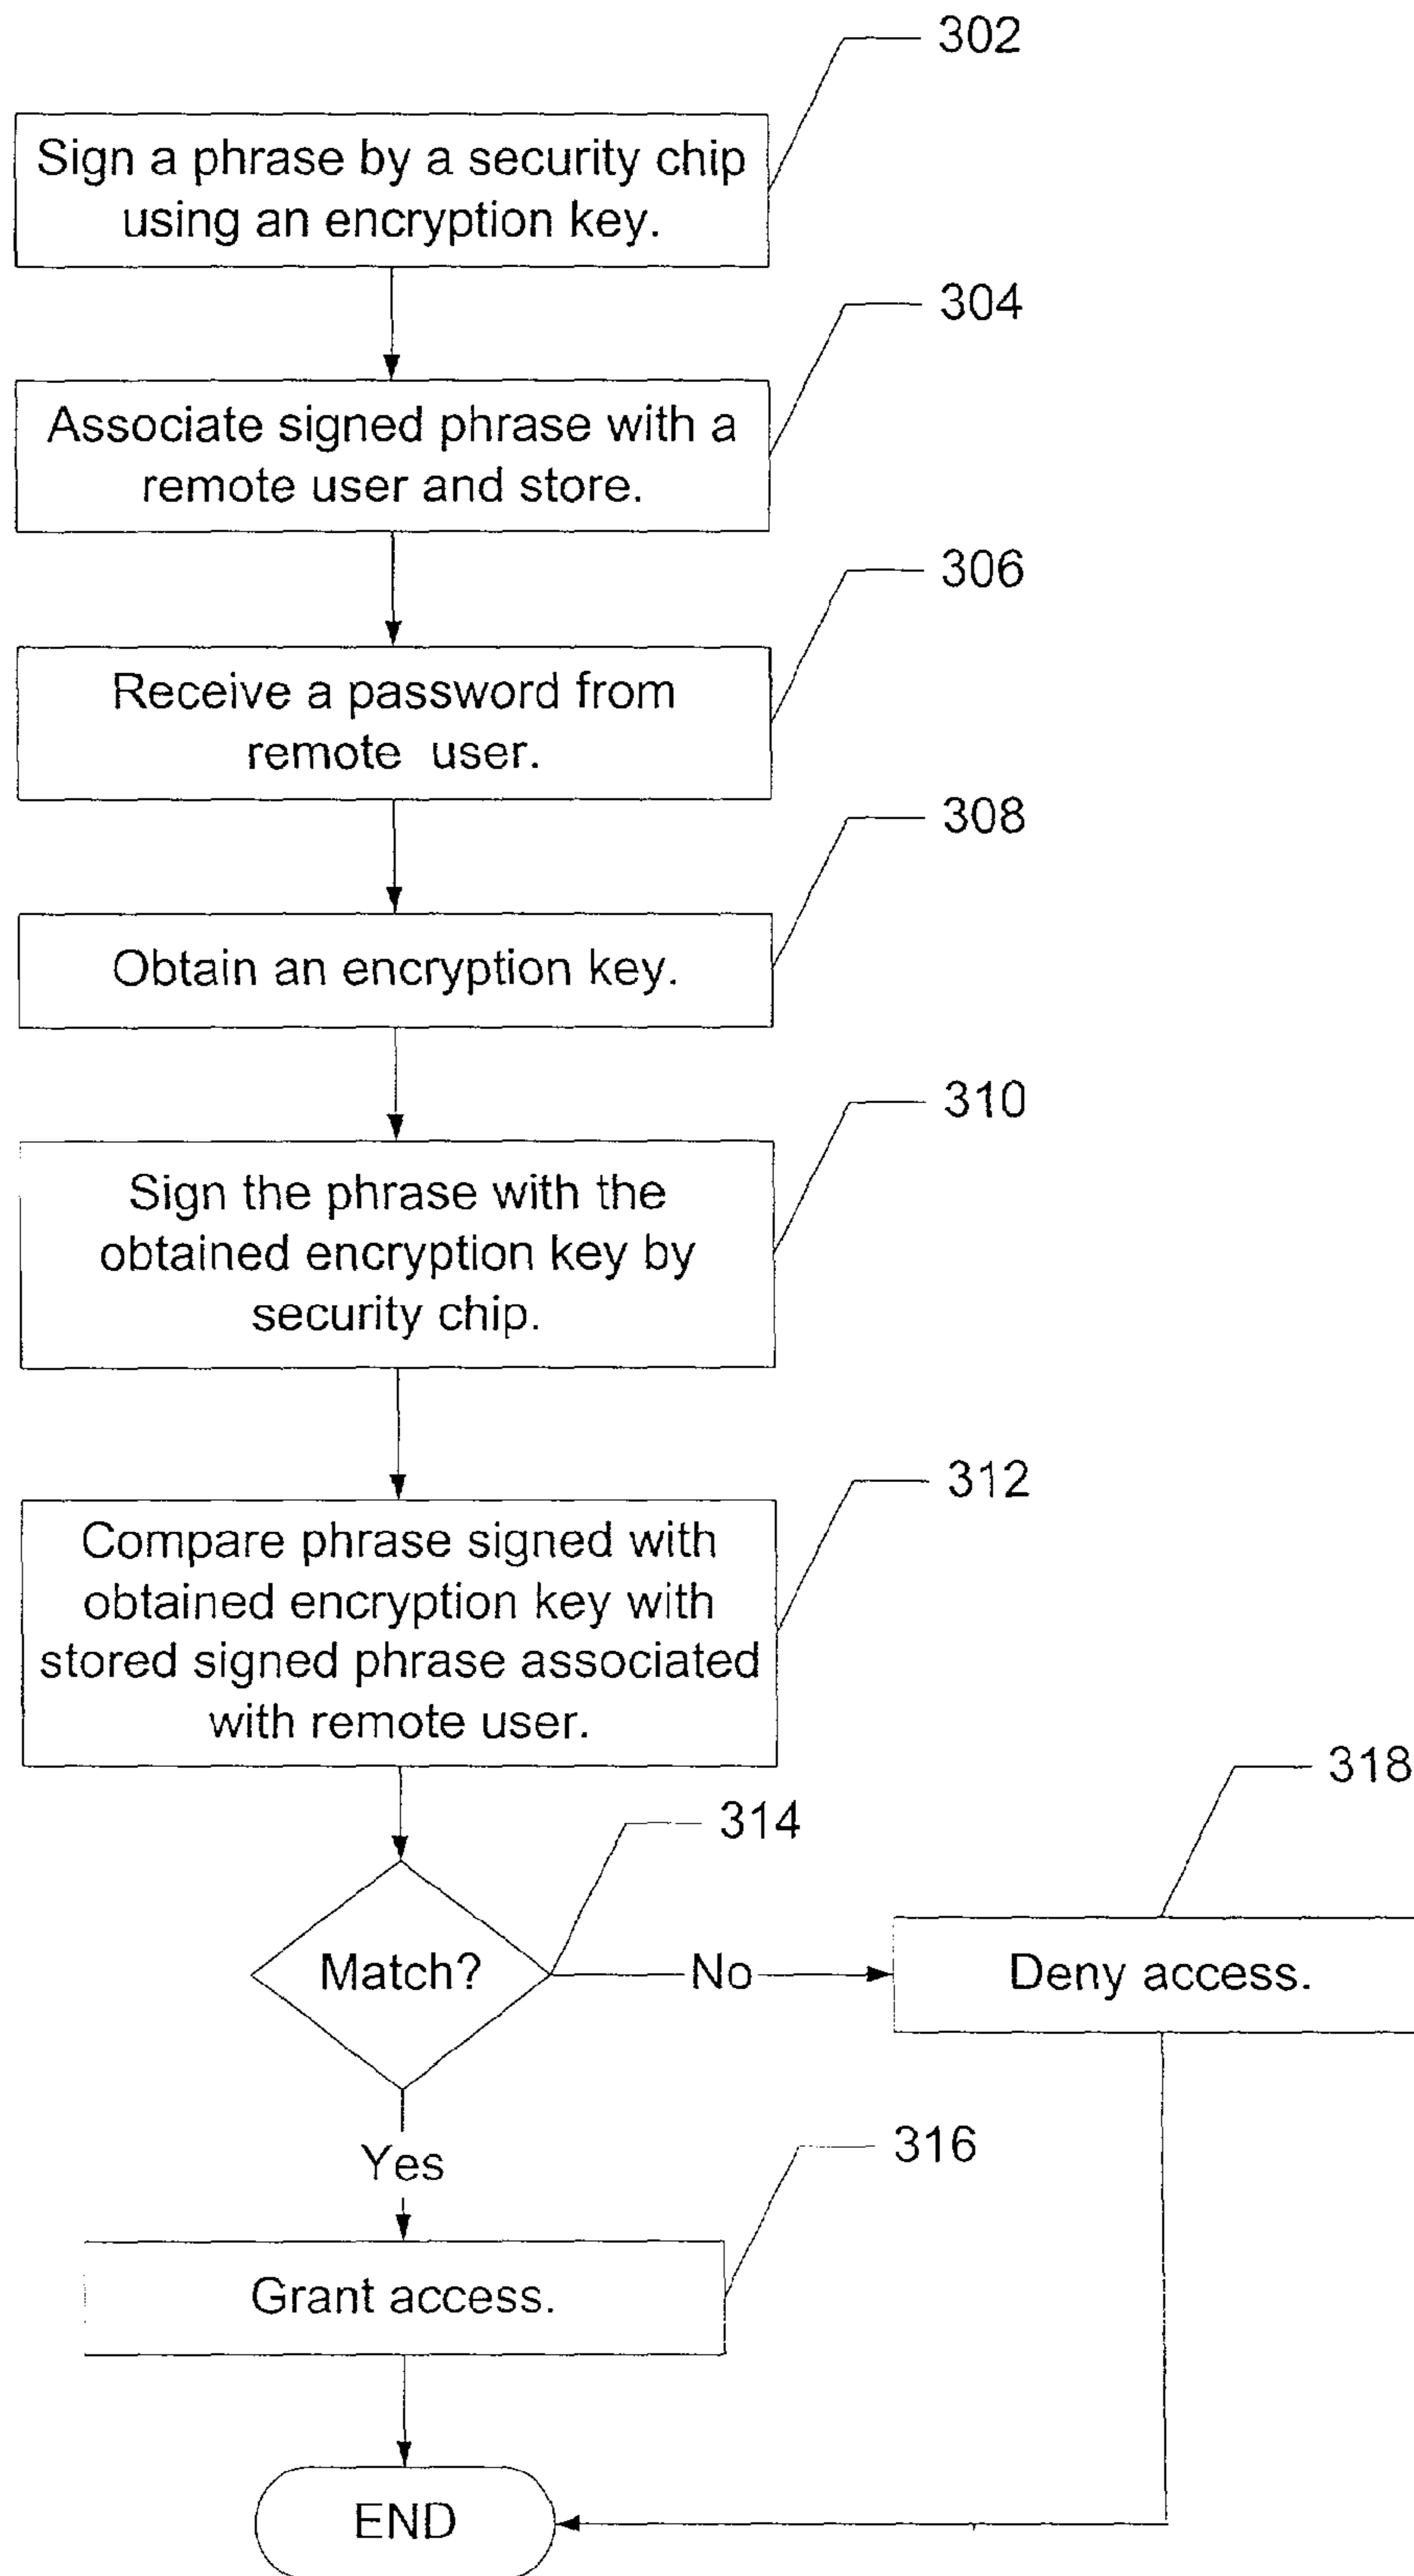 302
Sign a phrase by a security chip
using an encryption key.
304
Associate signed phrase with a
remote user and store.
306
Receive a password from
remote user.
308
Obtain an encryption key.
310
Sign the phrase with the
obtained encryption key by
security chip.
312
Compare phrase signed with
obtained encryption key with
stored signed phrase associated
with remote user.
318
314
Match?
No
Deny access.
316
Yes
Grant access.
END